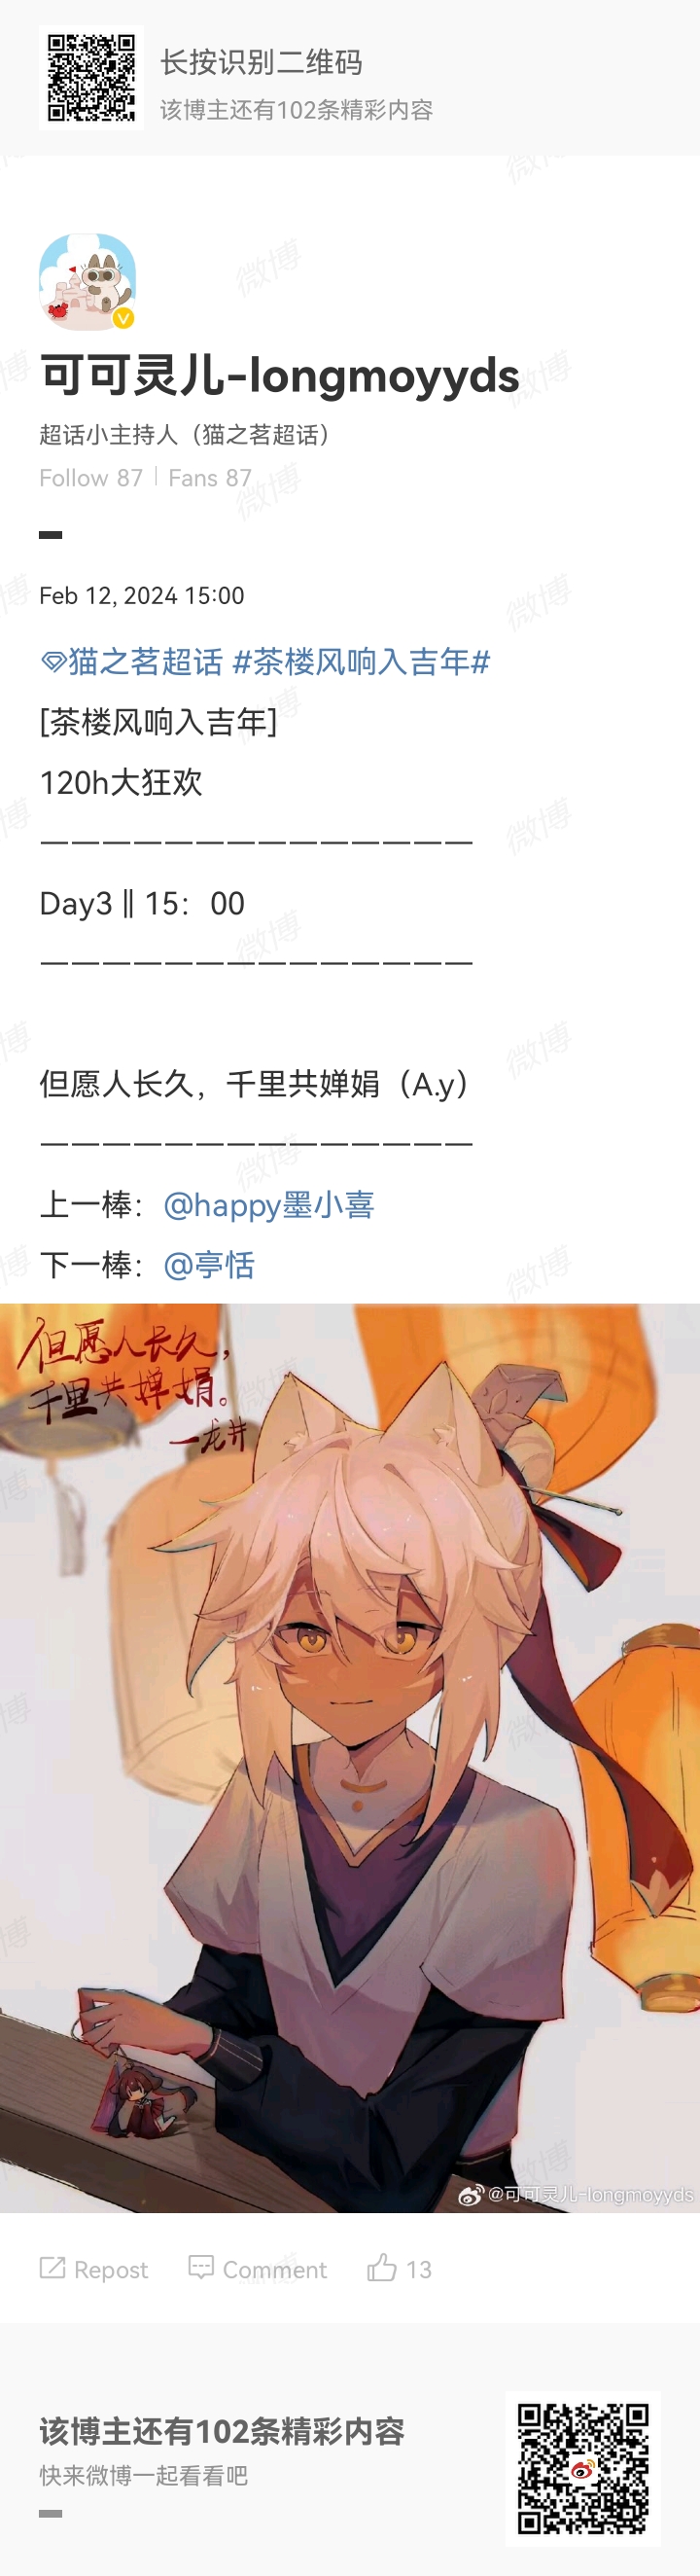 长按识别二维码
该博主还有102条精彩内容
可可灵儿-longmoyyds
超话小主持人（猫之茗超话）
Follow 87 | Fans 87
Feb 12, 2024 15:00
猫之茗超话 #茶楼风响入吉年#
[茶楼风响入吉年]
120h大狂欢
——————————————
Day3 || 15：00
——————————————
但愿人长久，千里共婵娟（A.y）
——————————————
上一棒：@happy墨小喜
下一棒：@亭恬
但愿人长久，
千里共婵娟。
—龙井
@可可灵儿-longmoyyds
Repost Comment 13
该博主还有102条精彩内容
快来微博一起看看吧
微博